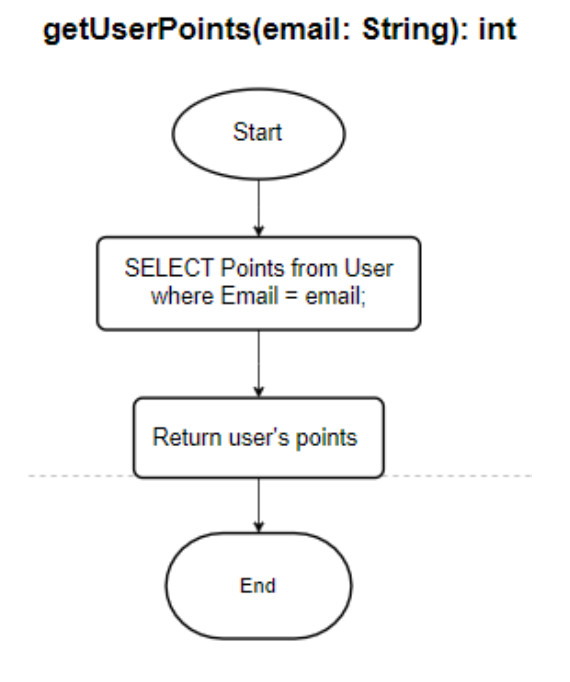 getUserPoints(email: String): int
Start
SELECT Points from User
where Email = email;
Return user's points
End